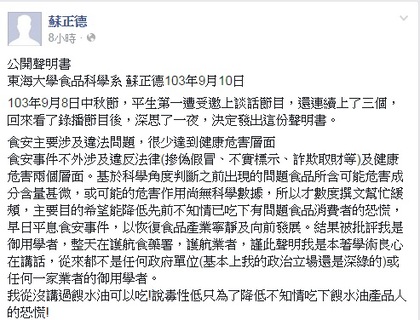 蘇正德
8小時 ·
公開聲明書
東海大學食品科學系 蘇正德103年9月10日
103年9月8日中秋節，平生第一遭受邀上談話節目，還連續上了三個，
回來看了錄播節目後，深思了一夜，決定發出這份聲明書。
食安主要涉及違法問題，很少達到健康危害層面
食安事件不外涉及違反法律(摻偽假冒、不實標示、詐欺取財等)及健康
危害兩個層面。基於科學角度判斷之前出現的問題食品所含可能危害成
分含量甚微，或可能的危害作用尚無科學數據，所以才數度撰文幫忙緩
頰，主要目的希望能降低先前不知情已吃下有問題食品消費者的恐慌，
早日平息食安事件，以恢復食品產業寧靜及向前發展。結果被批評我是
御用學者，整天在護航食藥署，護航業者，謹此聲明我是本著學術良心
在講話，從來都不是任何政府單位(基本上我的政治立場還是深綠的)或
任何一家業者的御用學者。
我從沒講過餿水油可以吃!說毒性低只為了降低不知情吃下餿水油產品人
的恐慌!